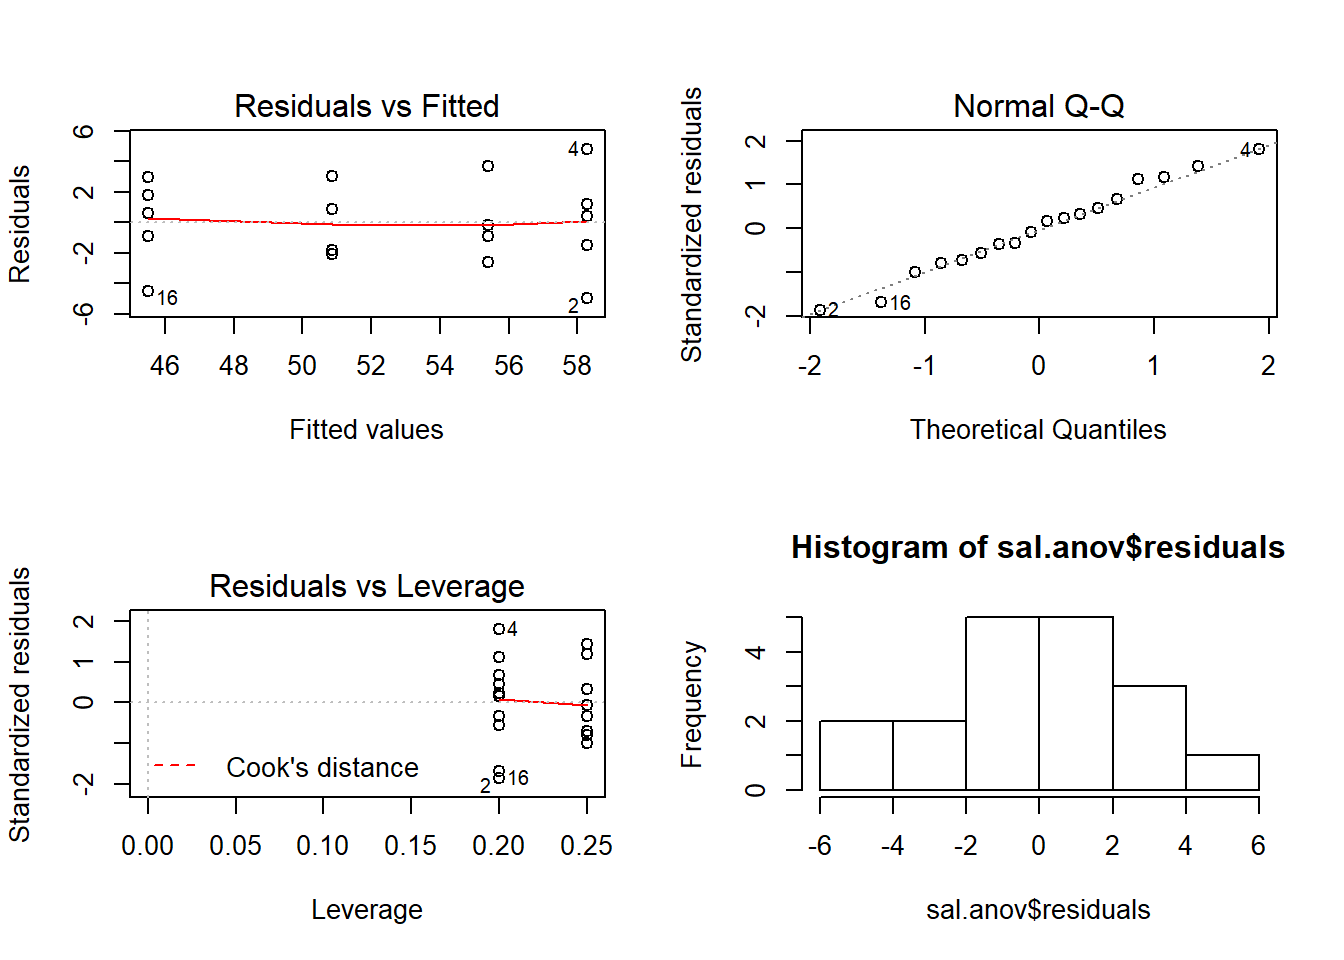 Residuals vs Fitted
Residuals
6
2
-2
-6
4
16
2
46 48 50 52 54 56 58
Fitted values
Normal Q-Q
Standardized residuals
2
1
0
-2
4
2
16
-2 -1 0 1 2
Theoretical Quantiles
Residuals vs Leverage
Standardized residuals
2
1
0
-2
4
Cook's distance
2
16
0.00 0.05 0.10 0.15 0.20 0.25
Leverage
Histogram of sal.anov$residuals
Frequency
4
2
0
-6 -4 -2 0 2 4 6
sal.anov$residuals